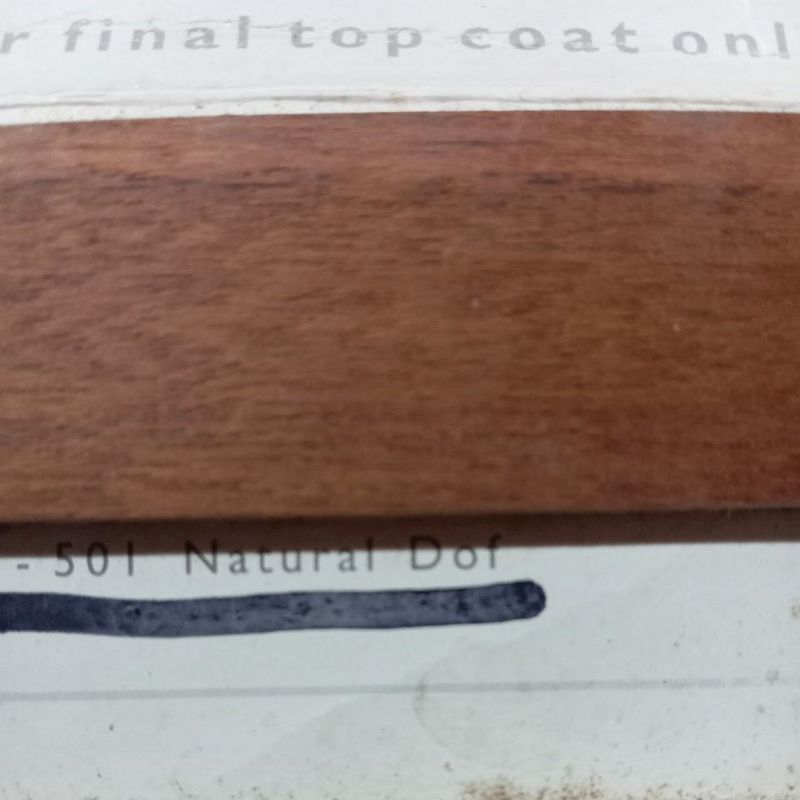 r final top coat onl
- 501 Natural Dof